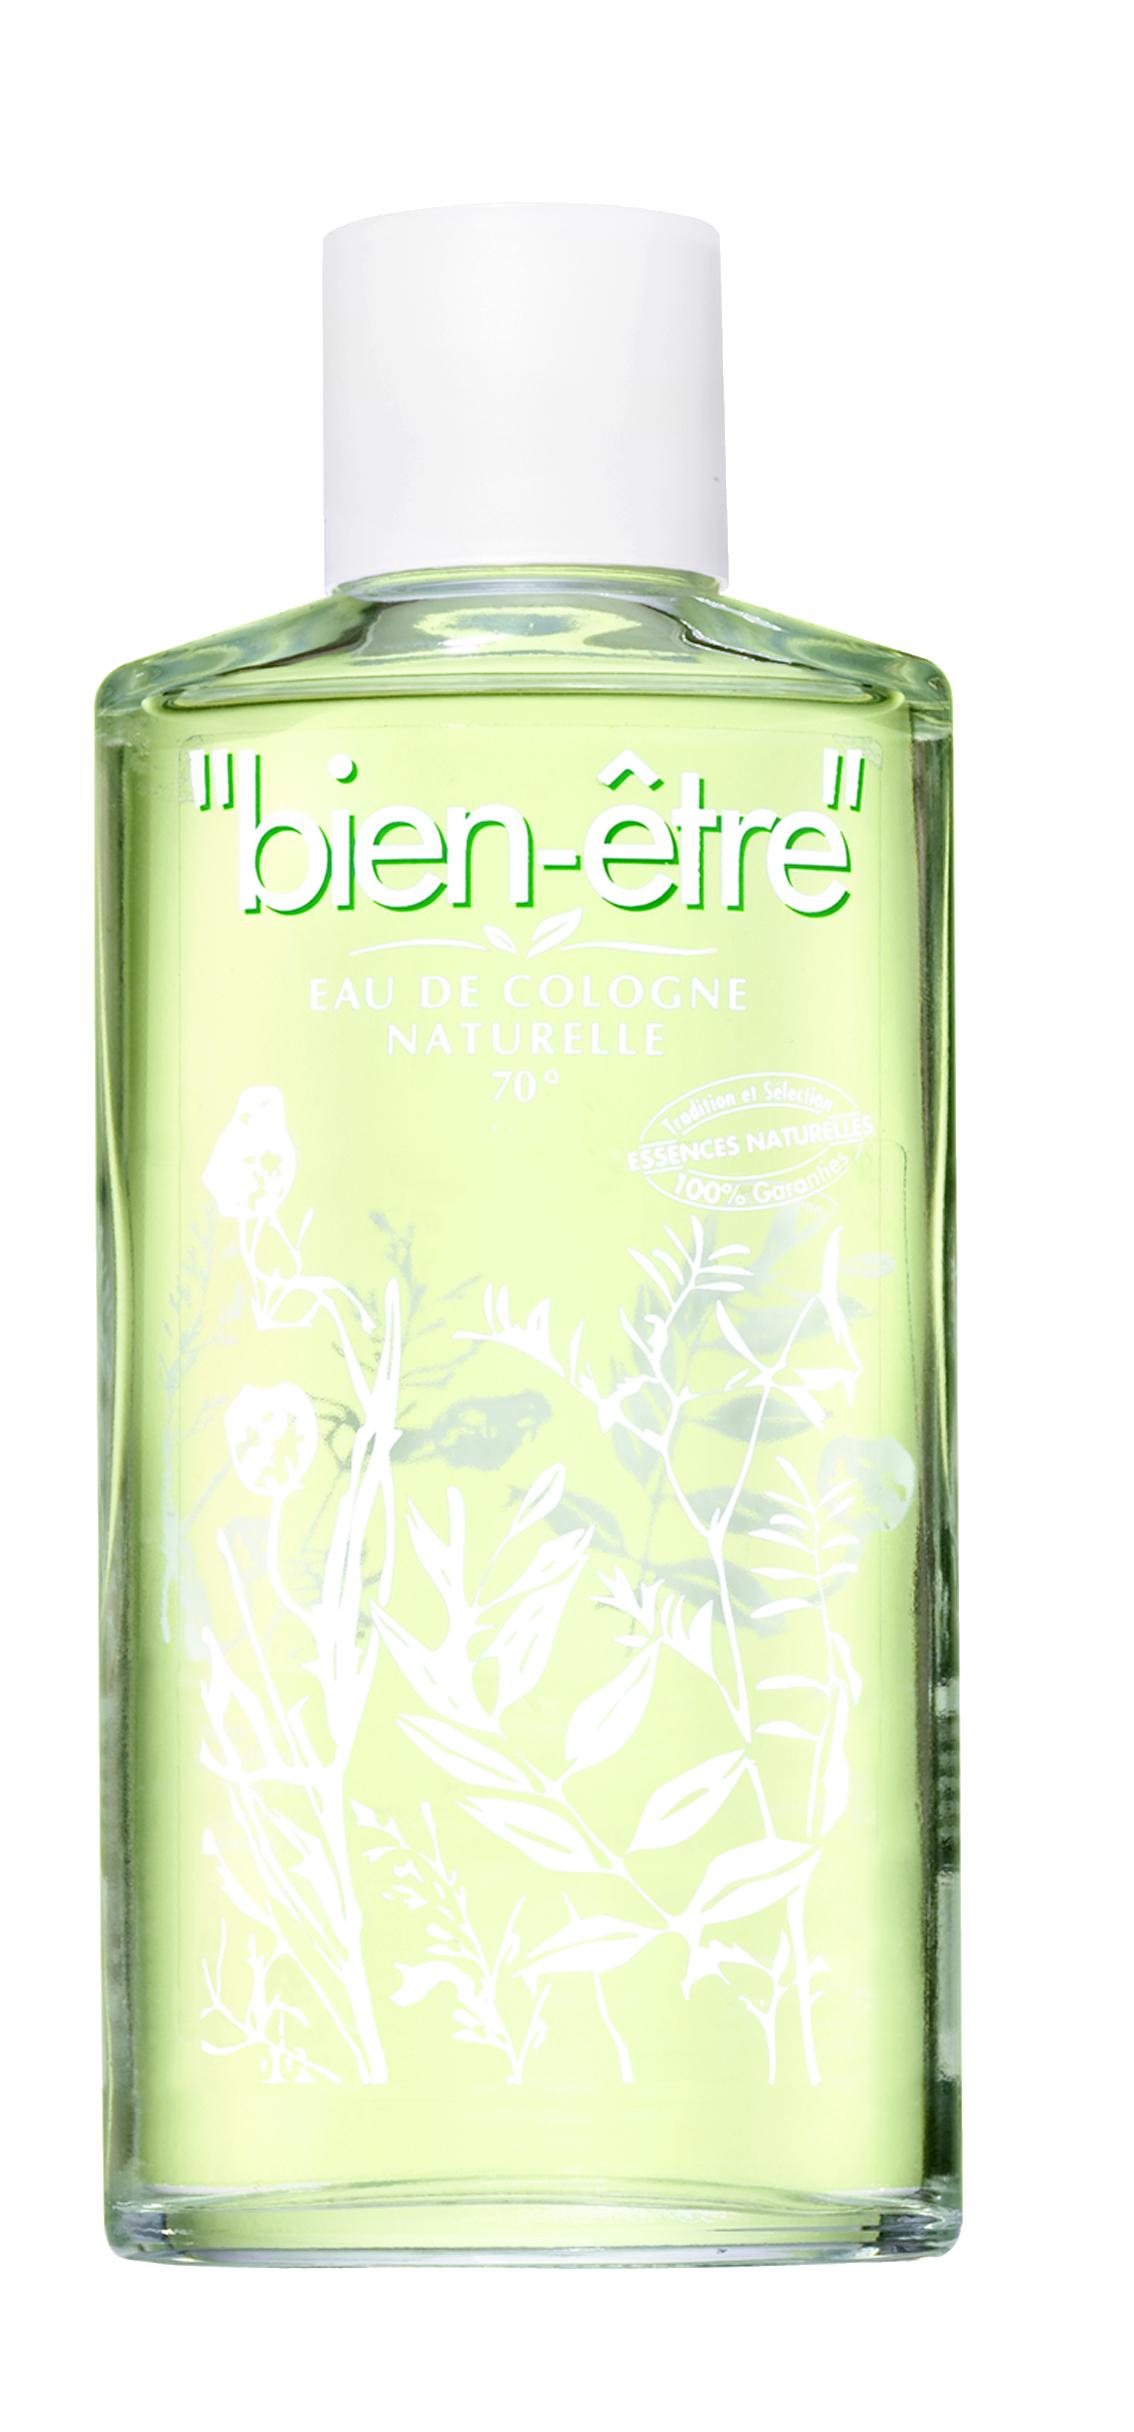 "bien-être"
EAU DE COLOGNE
NATURELLE
70°
Tradition et Sélection
ESSENCES NATURELLES
100% Garanties